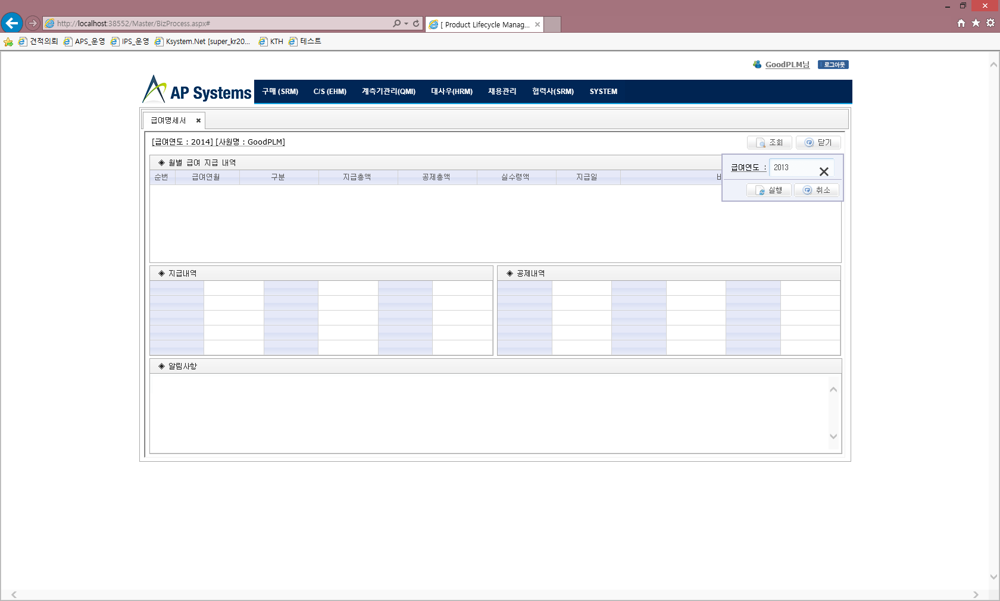 http://localhost:38552/Master/BizProcess.aspx#
[ Product Lifecycle Manag...
견적의뢰 APS_운영 IPS_운영 Ksystem.Net [super_kr20... KTH 테스트
GoodPLM님 로그아웃
AP Systems
구매 (SRM) C/S (EHM) 계측기관리(QMI) 대사우(HRM) 채용관리 협력사(SRM) SYSTEM
급여명세서
[급여연도 : 2014] [사원명 : GoodPLM]
조회 닫기
◈ 월별 급여 지급 내역
급여연도 : 2013
순번 급여연월 구분 지급총액 공제총액 실수령액 지급일
실행 취소
◈ 지급내역
◈ 공제내역
◈ 알림사항